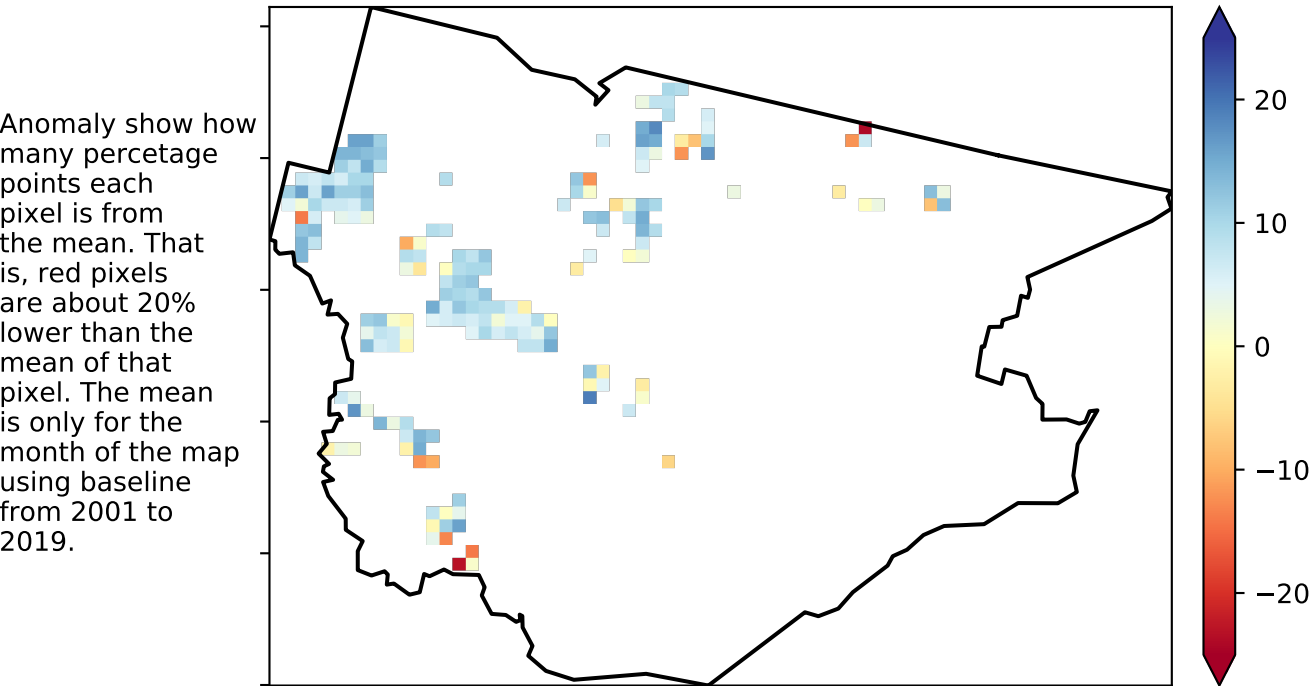 Anomaly show how
many percetage
points each
pixel is from
the mean. That
is, red pixels
are about 20%
lower than the
mean of that
pixel. The mean
is only for the
month of the map
using baseline
from 2001 to
2019.
20
10
0
−10
−20